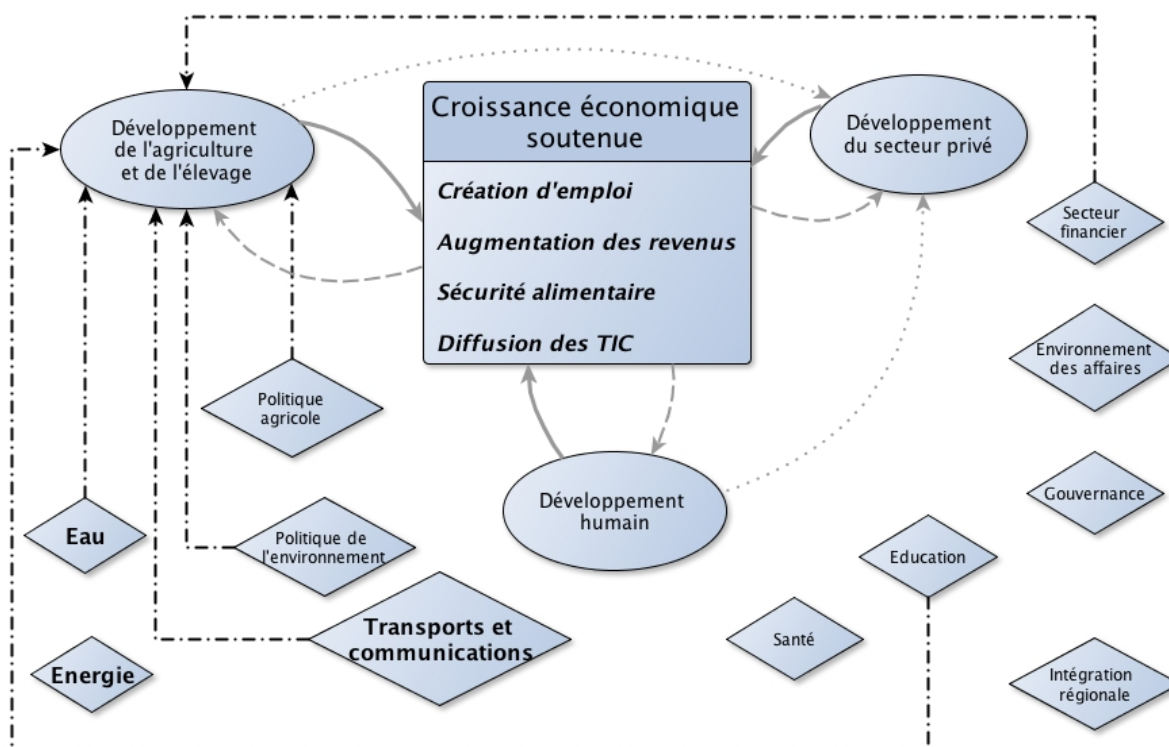 Croissance économique
soutenue
Création d'emploi
Augmentation des revenus
Sécurité alimentaire
Diffusion des TIC
Développement
de l'agriculture
et de l'élevage
Développement
du secteur privé
Secteur
financier
Environnement
des affaires
Politique
agricole
Gouvernance
Développement
humain
Eau
Politique de
l'environnement
Education
Transports et
communications
Santé
Energie
Intégration
régionale